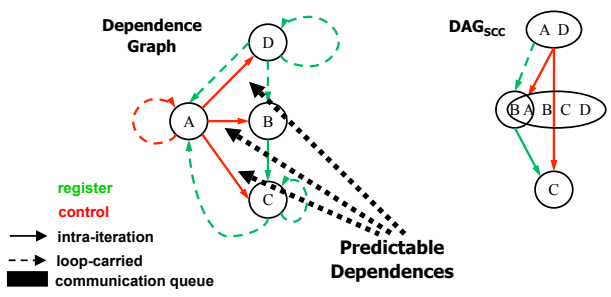 Dependence
Graph
D
A
B
C
DAGSCC
A D
B A B C D
C
register
control
intra-iteration
loop-carried
communication queue
Predictable
Dependences